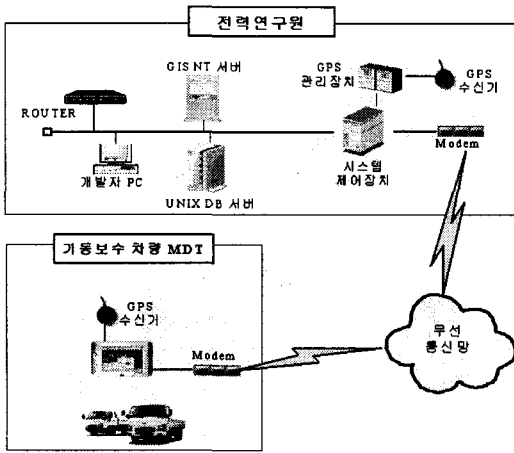 전력연구원
GIS NT 서버
GPS
관리장치
GPS
수신기
ROUTER
Modem
개발자 PC
시스템
제어장치
UNIX DB 서버
기동보수 차량 MDT
GPS
수신기
Modem
무선
통신망